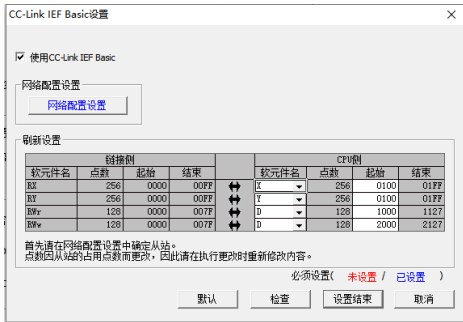 CC-Link IEF Basic设置
使用CC-Link IEF Basic
网络配置设置
网络配置设置
刷新设置
链接侧 CPU侧
软元件名 点数 起始 结束 软元件名 点数 起始 结束
RX 256 0000 00FF X 256 0100 01FF
RY 256 0000 00FF Y 256 0100 01FF
RWr 128 0000 007F D 128 1000 1127
RWw 128 0000 007F D 128 2000 2127
首先请在网络配置设置中确定从站。
点数因从站的占用点数而更改，因此请在执行更改时重新修改内容。
必须设置( 未设置 / 已设置 )
默认 检查 设置结束 取消